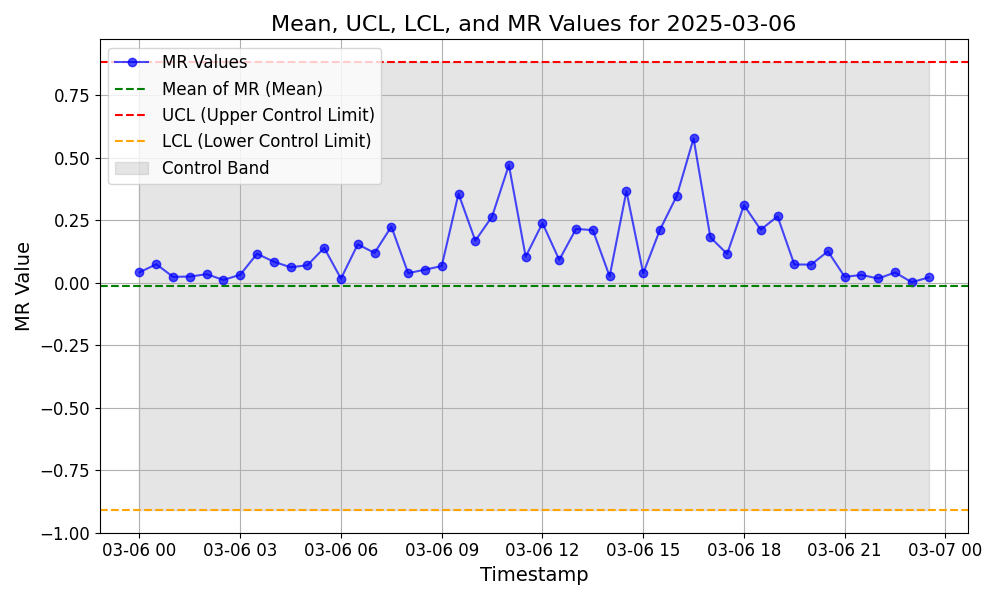 Mean, UCL, LCL, and MR Values for 2025-03-06
MR Values
Mean of MR (Mean)
UCL (Upper Control Limit)
LCL (Lower Control Limit)
Control Band
MR Value
0.75
0.50
0.25
0.00
−0.25
−0.50
−0.75
−1.00
03-06 00 03-06 03 03-06 06 03-06 09 03-06 12 03-06 15 03-06 18 03-06 21 03-07 00
Timestamp